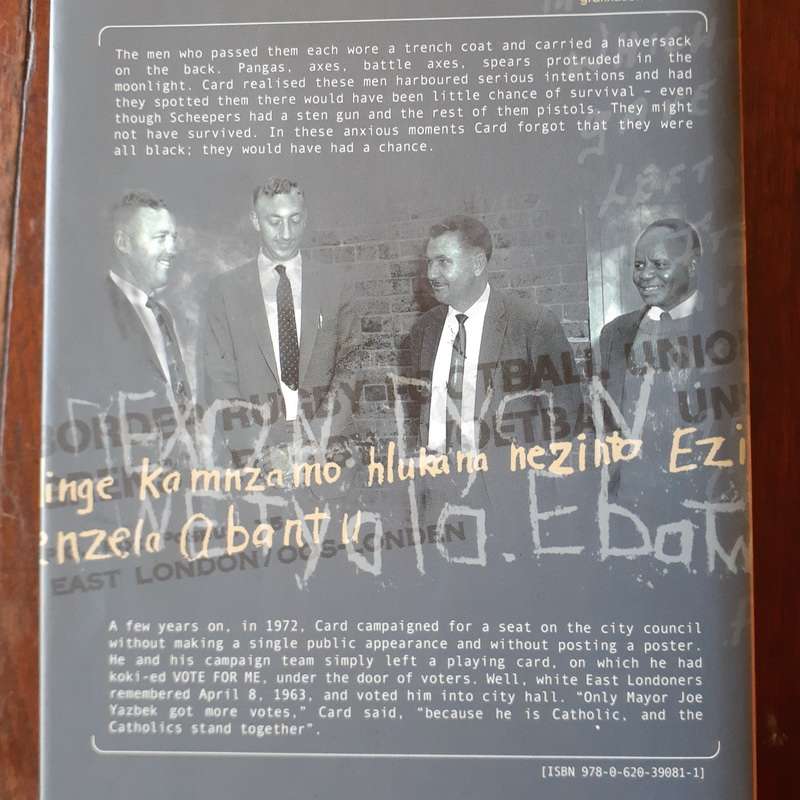 The men who passed them each wore a trench coat and carried a haversack
on the back. Pangas, axes, battle axes, spears protruded in the
moonlight. Card realised these men harboured serious intentions and had
they spotted them there would have been little chance of survival – even
though Scheepers had a sten gun and the rest of them pistols. They might
not have survived. In these anxious moments Card forgot that they were
all black; they would have had a chance.
LEFT
BORDER RUGBY FOOTBALL UNIO
inge kamnzamo hlukana nezinto Ezi
enzela Abantu
EAST LONDON/OOS-LONDEN
A few years on, in 1972, Card campaigned for a seat on the city council
without making a single public appearance and without posting a poster.
He and his campaign team simply left a playing card, on which he had
koki-ed VOTE FOR ME, under the door of voters. Well, white East Londoners
remembered April 8, 1963, and voted him into city hall. “Only Mayor Joe
Yazbek got more votes,” Card said, “because he is Catholic, and the
Catholics stand together”.
[ISBN 978-0-620-39081-1]